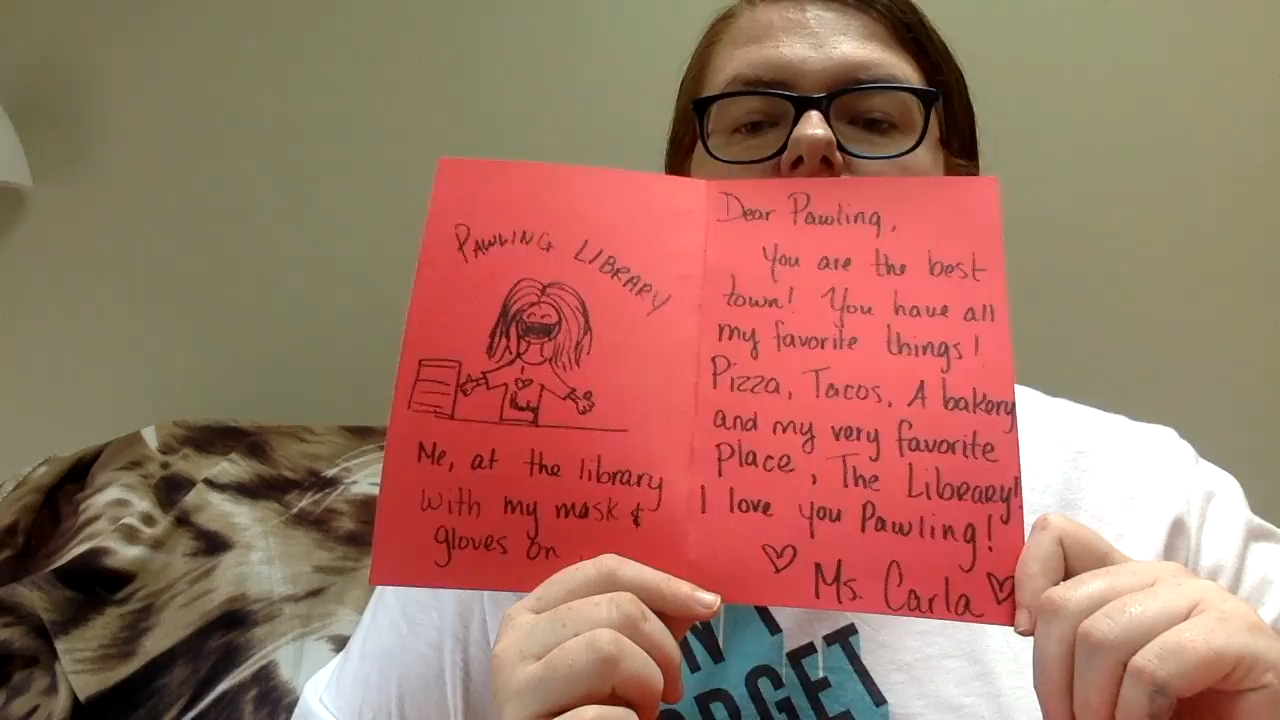 PAWLING LIBRARY
Me, at the library
with my mask &
gloves on
Dear Pawling,
You are the best
town! You have all
my favorite things!
Pizza, Tacos, A bakery
and my very favorite
Place, The Library!
I love you Pawling!
Ms. Carla